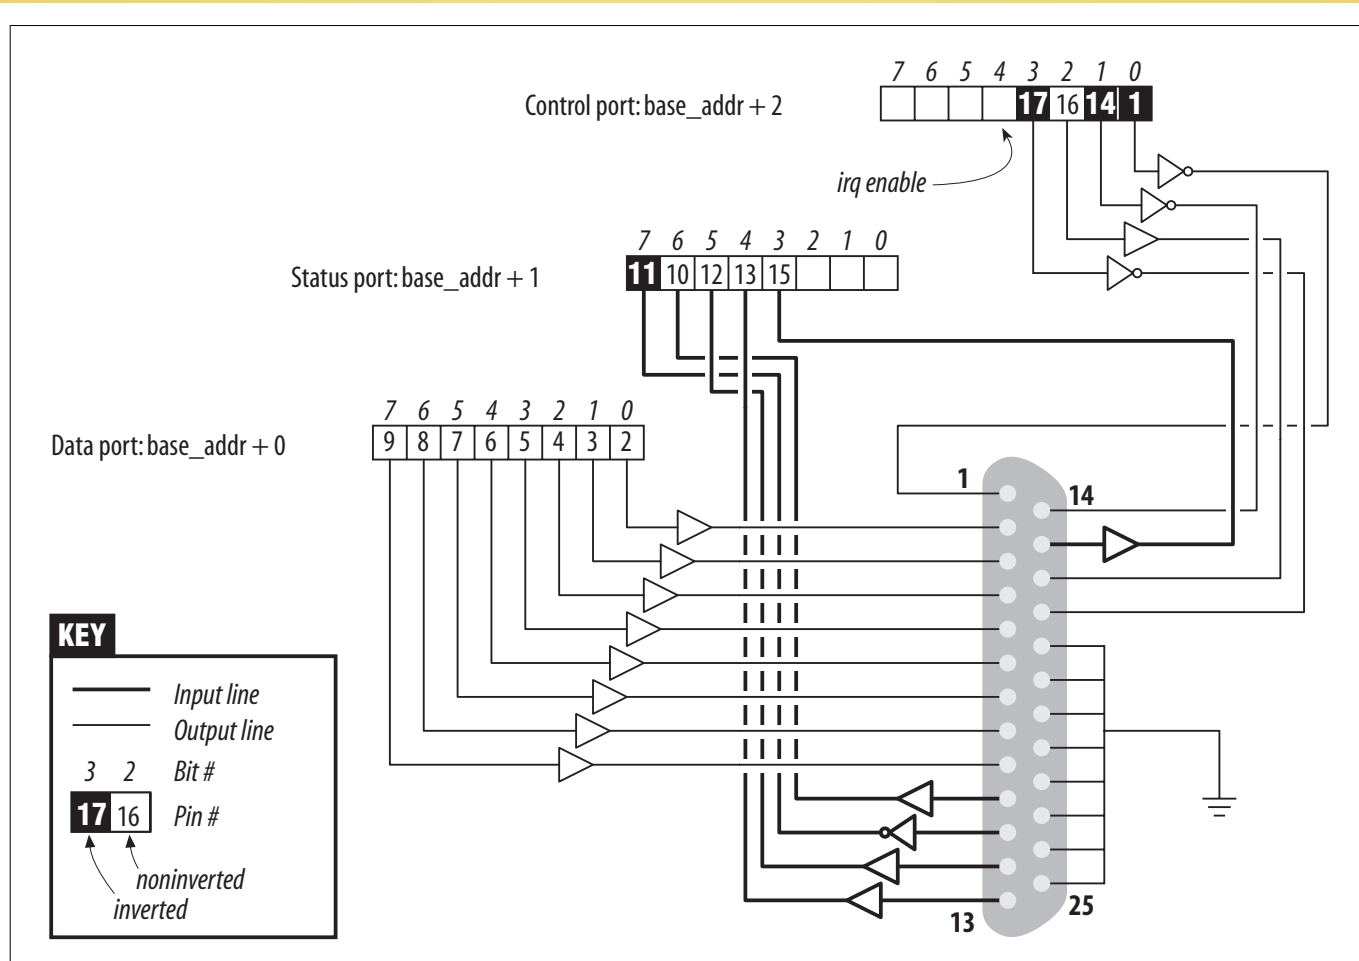 7 6 5 4 3 2 1 0
Control port: base_addr + 2
17 16 14 1
irq enable
7 6 5 4 3 2 1 0
Status port: base_addr + 1
11 10 12 13 15
7 6 5 4 3 2 1 0
Data port: base_addr + 0
9 8 7 6 5 4 3 2
1
14
KEY
Input line
Output line
3 2 Bit #
17 16 Pin #
noninverted
inverted
13
25